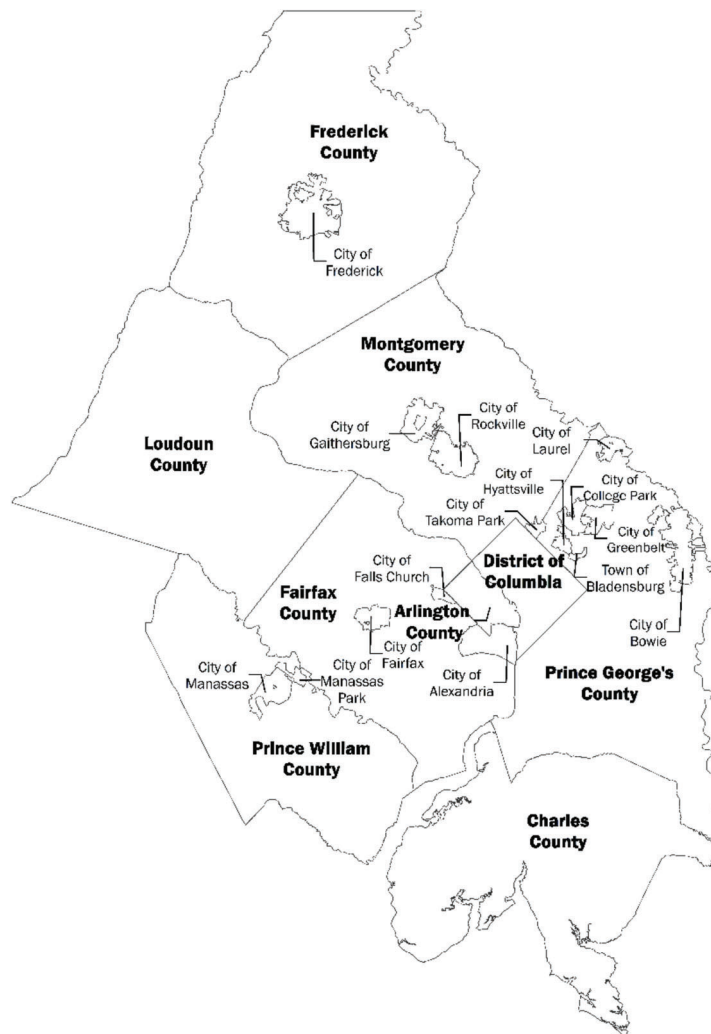 Frederick
County
City of
Frederick
Montgomery
County
City of
Gaithersburg
City of
Rockville
City of
Laurel
Loudoun
County
City of
Hyattsville
City of
College Park
City of
Takoma Park
City of
Greenbelt
City of
Falls Church
District of
Columbia
Town of
Bladensburg
Fairfax
County
Arlington
County
City of
Bowie
City of
Fairfax
City of
Manassas
City of
Manassas
Park
City of
Alexandria
Prince George's
County
Prince William
County
Charles
County